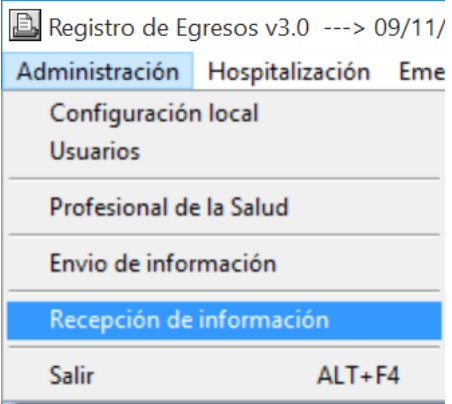 Registro de Egresos v3.0 ---> 09/11/
Administración Hospitalización Eme
Configuración local
Usuarios
Profesional de la Salud
Envio de información
Recepción de información
Salir ALT+F4